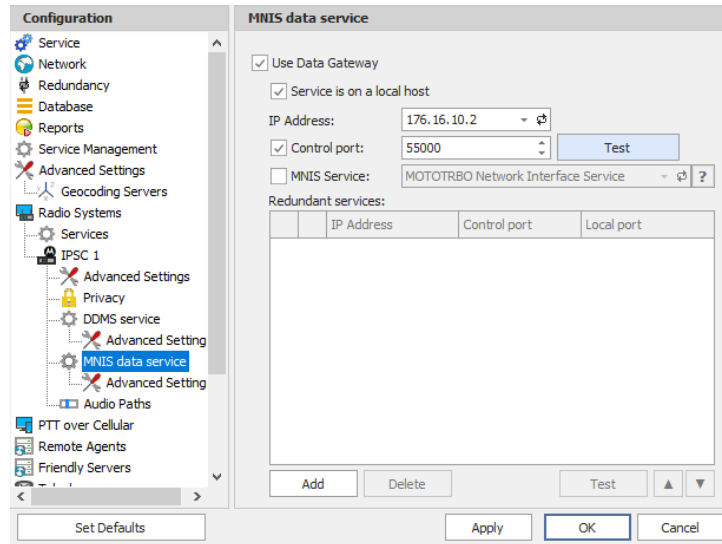 Configuration
Service
Network
Redundancy
Database
Reports
Service Management
Advanced Settings
Geocoding Servers
Radio Systems
Services
IPSC 1
Advanced Settings
Privacy
DDMS service
Advanced Setting
MNIS data service
Advanced Setting
Audio Paths
PTT over Cellular
Remote Agents
Friendly Servers
Set Defaults
MNIS data service
Use Data Gateway
Service is on a local host
IP Address: 176.16.10.2
Control port: 55000 Test
MNIS Service: MOTOTRBO Network Interface Service ?
Redundant services:
IP Address Control port Local port
Add Delete Test
Apply OK Cancel